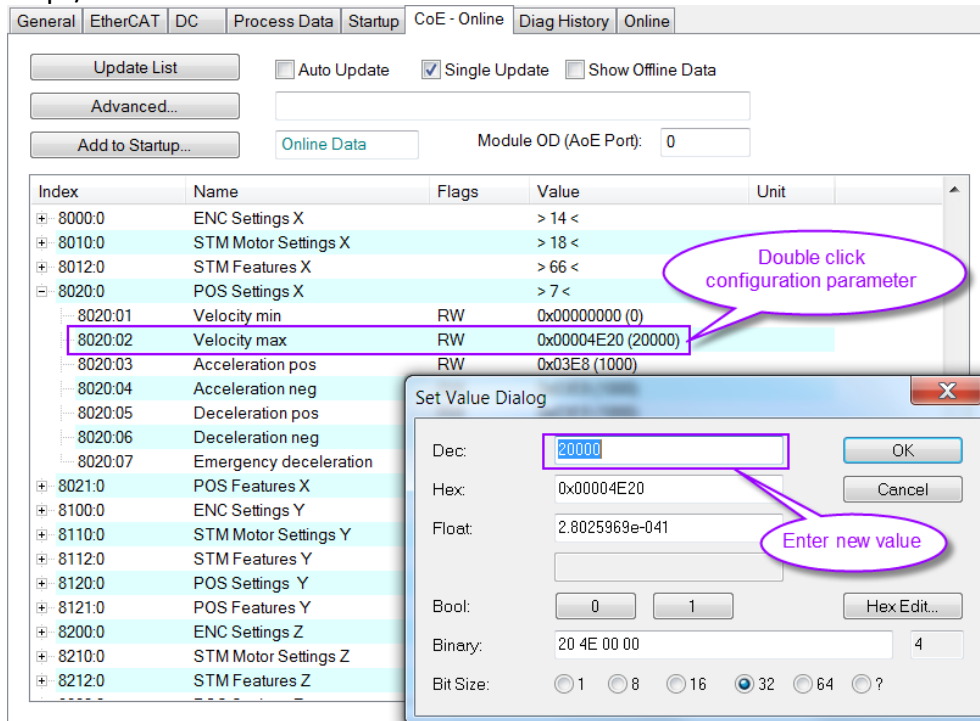 General EtherCAT DC Process Data Startup CoE - Online Diag History Online
Update List Auto Update Single Update Show Offline Data
Advanced...
Add to Startup... Online Data Module OD (AoE Port): 0
Index Name Flags Value Unit
8000:0 ENC Settings X > 14 <
8010:0 STM Motor Settings X > 18 <
8012:0 STM Features X > 66 <
8020:0 POS Settings X > 7 <
8020:01 Velocity min RW 0x00000000 (0)
8020:02 Velocity max RW 0x00004E20 (20000)
8020:03 Acceleration pos RW 0x03E8 (1000)
8020:04 Acceleration neg
8020:05 Deceleration pos
8020:06 Deceleration neg
8020:07 Emergency deceleration
8021:0 POS Features X
8100:0 ENC Settings Y
8110:0 STM Motor Settings Y
8112:0 STM Features Y
8120:0 POS Settings Y
8121:0 POS Features Y
8200:0 ENC Settings Z
8210:0 STM Motor Settings Z
8212:0 STM Features Z
Double click
configuration parameter
Set Value Dialog X
Dec: 20000 OK
Hex: 0x00004E20 Cancel
Float: 2.8025969e-041
Enter new value
Bool: 0 1 Hex Edit...
Binary: 20 4E 00 00 4
Bit Size: 1 8 16 32 64 ?